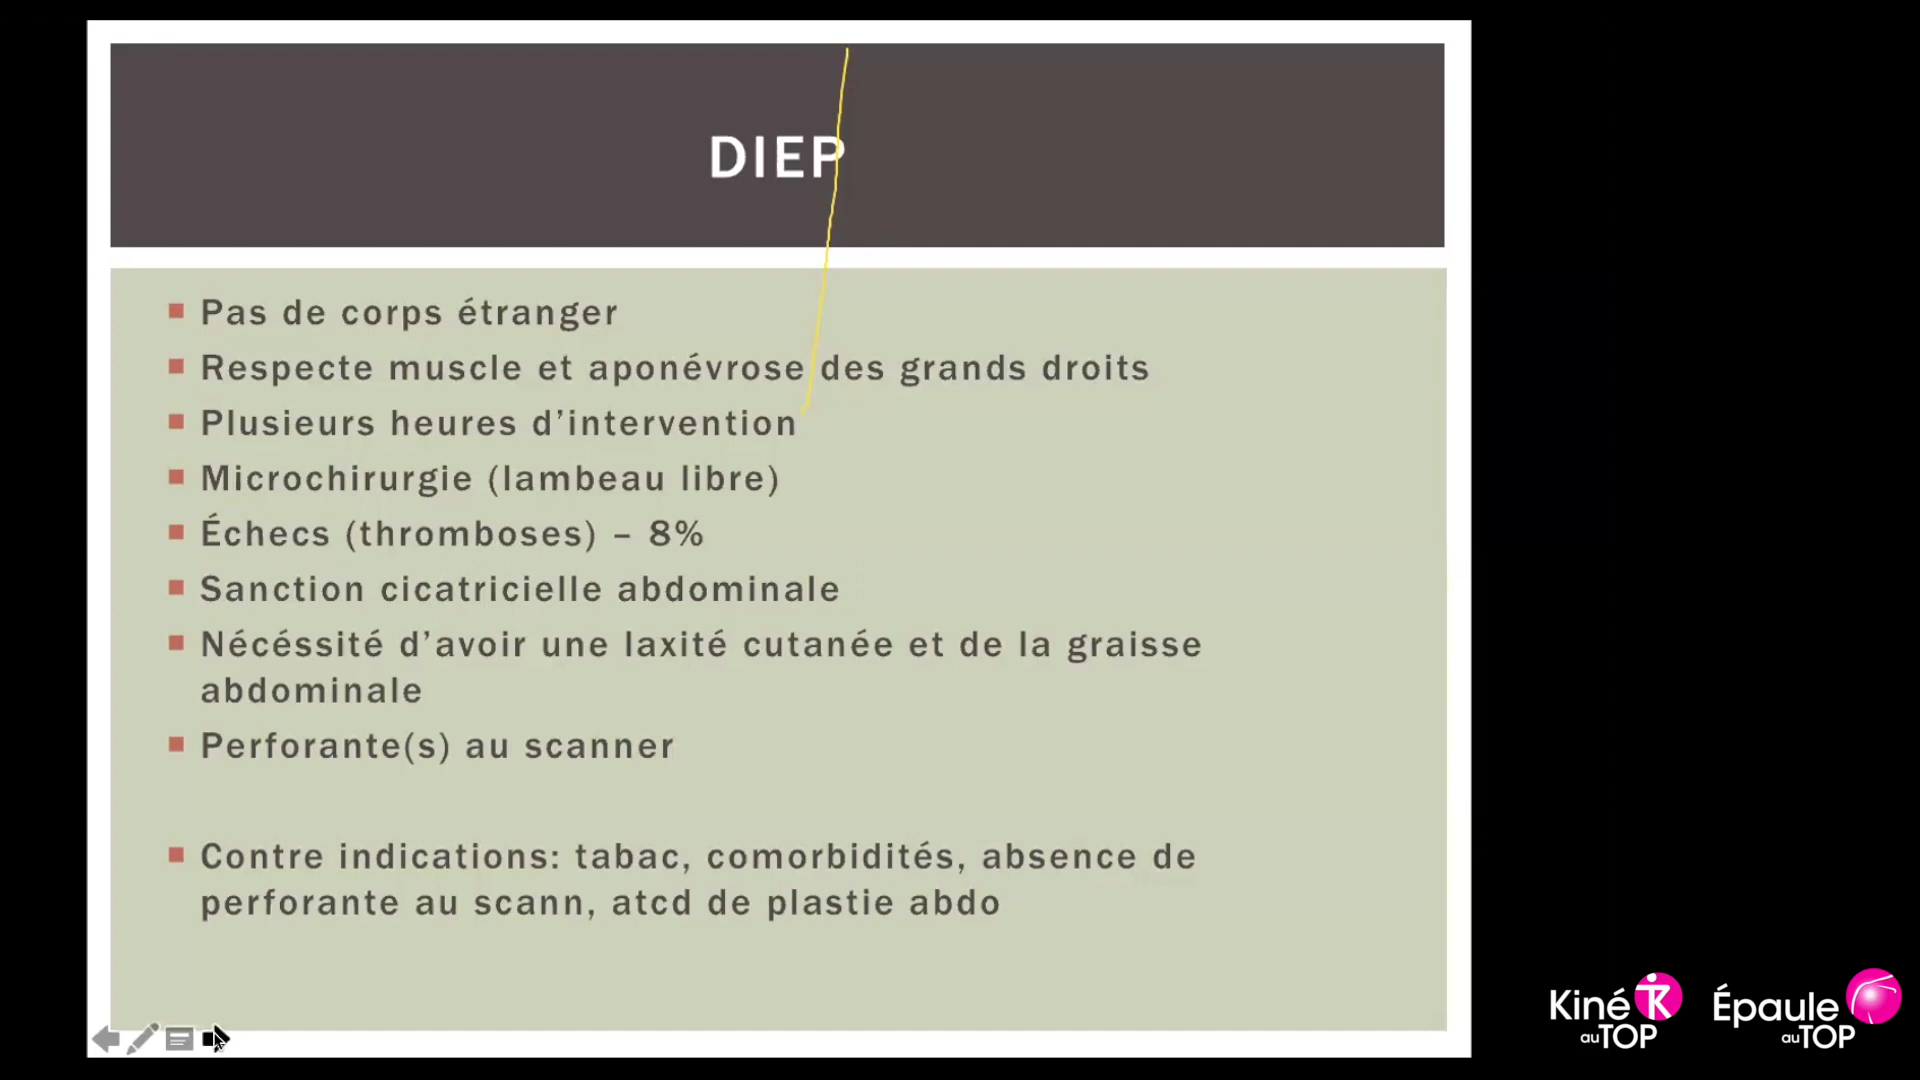 DIEP
Pas de corps étranger
Respecte muscle et aponévrose des grands droits
Plusieurs heures d’intervention
Microchirurgie (lambeau libre)
Échecs (thromboses) – 8%
Sanction cicatricielle abdominale
Nécéssité d’avoir une laxité cutanée et de la graisse
abdominale
Perforante(s) au scanner
Contre indications: tabac, comorbidités, absence de
perforante au scann, atcd de plastie abdo
Kiné
au TOP
Épaule
au TOP